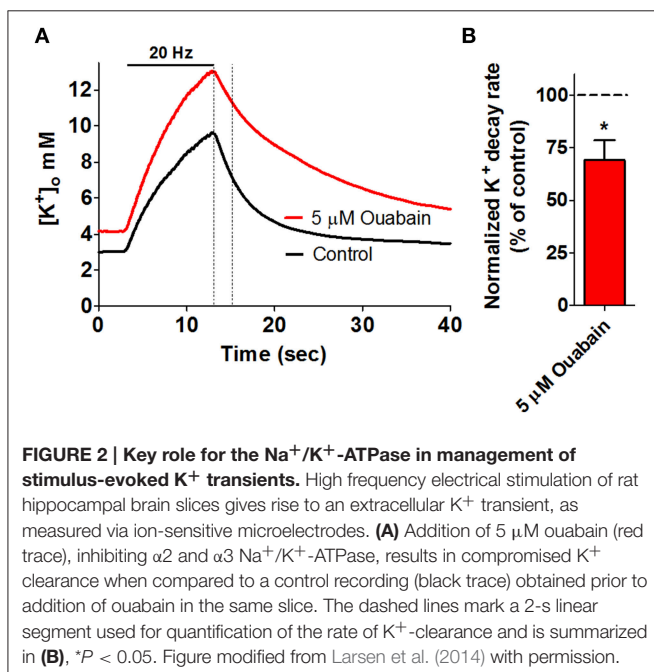 A
B
20 Hz
12
10
8
6
4
2
0
[K+]o mM
5 μM Ouabain
Control
0
10
20
30
40
Time (sec)
Normalized K+ decay rate
(% of control)
100
75
50
25
0
*
5 μM Ouabain
FIGURE 2 | Key role for the Na+/K+-ATPase in management of
stimulus-evoked K+ transients. High frequency electrical stimulation of rat
hippocampal brain slices gives rise to an extracellular K+ transient, as
measured via ion-sensitive microelectrodes. (A) Addition of 5 μM ouabain (red
trace), inhibiting α2 and α3 Na+/K+-ATPase, results in compromised K+
clearance when compared to a control recording (black trace) obtained prior to
addition of ouabain in the same slice. The dashed lines mark a 2-s linear
segment used for quantification of the rate of K+-clearance and is summarized
in (B), *P < 0.05. Figure modified from Larsen et al. (2014) with permission.